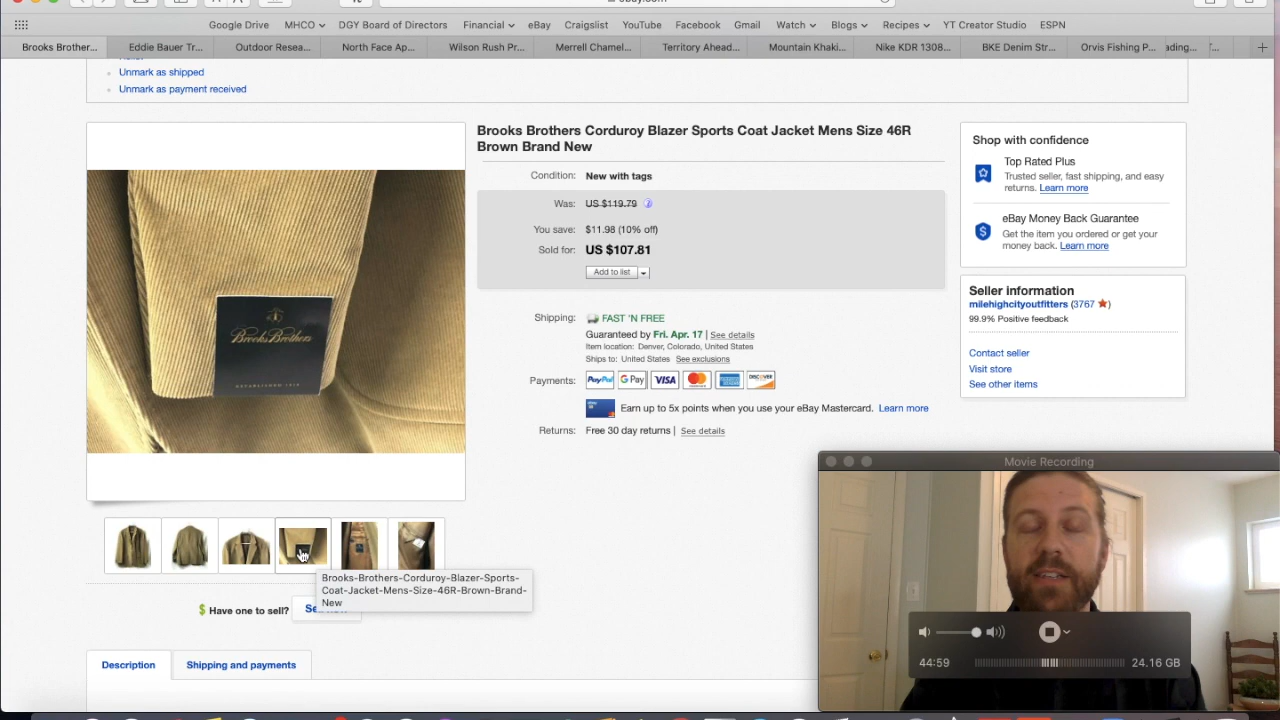 ebay.com
Google Drive MHCO DGY Board of Directors Financial eBay Craigslist YouTube Facebook Gmail Watch Blogs Recipes YT Creator Studio ESPN
Brooks Brother... Eddie Bauer Tr... Outdoor Resea... North Face Ap... Wilson Rush Pr... Merrell Chamel... Territory Ahead... Mountain Khaki... Nike KDR 1308... BKE Denim Str... Orvis Fishing P... ading...
Unmark as shipped
Unmark as payment received
Brooks Brothers Corduroy Blazer Sports Coat Jacket Mens Size 46R
Brown Brand New
Condition: New with tags
Was: US $119.79
You save: $11.98 (10% off)
Sold for: US $107.81
Add to list
Shipping: FAST 'N FREE
Guaranteed by Fri. Apr. 17 | See details
Item location: Denver, Colorado, United States
Ships to: United States See exclusions
Payments: PayPal G Pay VISA MasterCard AMERICAN EXPRESS DISCOVER
Earn up to 5x points when you use your eBay Mastercard. Learn more
Returns: Free 30 day returns | See details
Shop with confidence
Top Rated Plus
Trusted seller, fast shipping, and easy
returns. Learn more
eBay Money Back Guarantee
Get the item you ordered or get your
money back. Learn more
Seller information
milehighcityoutfitters (3767)
99.9% Positive feedback
Contact seller
Visit store
See other items
Brooks Brothers
ESTABLISHED 1818
Brooks-Brothers-Corduroy-Blazer-Sports-
Coat-Jacket-Mens-Size-46R-Brown-Brand-
New
$ Have one to sell?
Description Shipping and payments
Movie Recording
44:59 24.16 GB